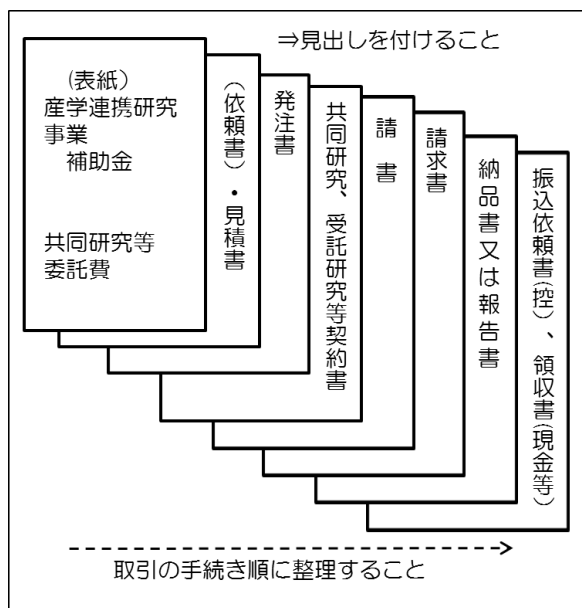 ⇒見出しを付けること
(表紙)
産学連携研究
事業
補助金
共同研究等
委託費
(依頼書)・見積書
発注書
共同研究、受託研究等契約書
請 書
請求書
納品書又は報告書
振込依頼書(控)、領収書(現金等)
取引の手続き順に整理すること